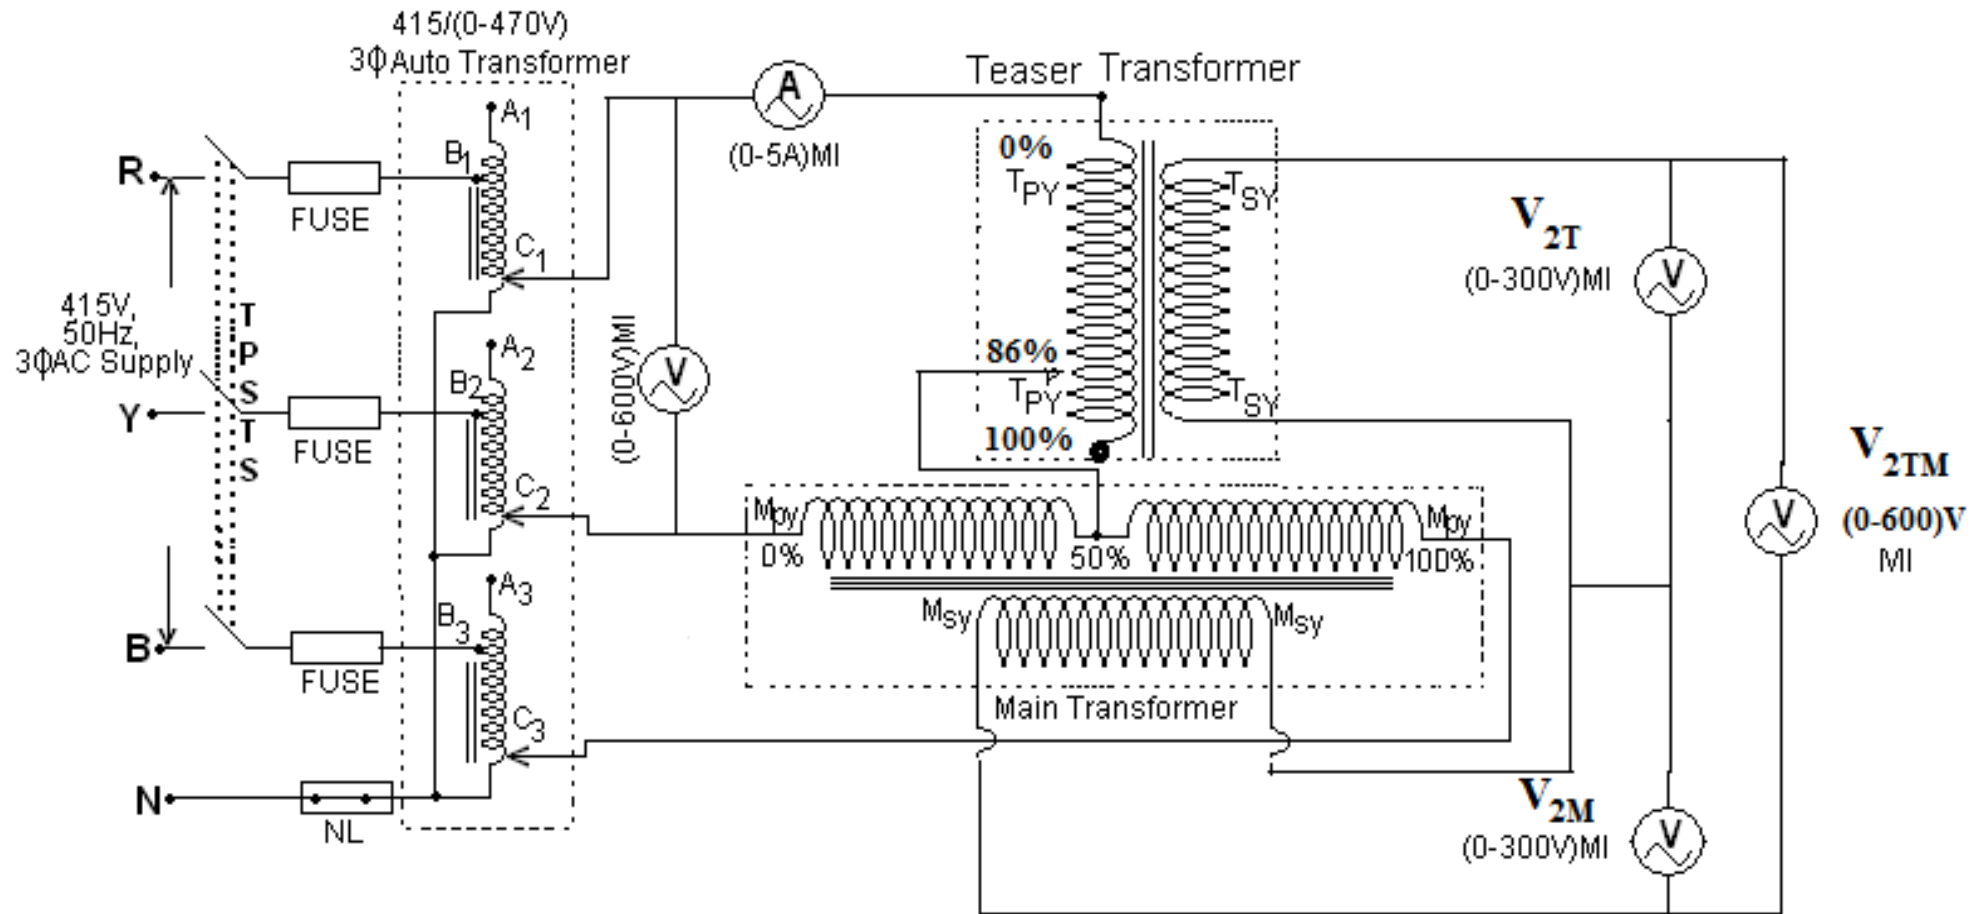 415/(0-470V)
3ϕAuto Transformer
Teaser Transformer
A1
A
(0-5A)MI
B1
R
FUSE
C1
0%
TPY
TSY
V2T
(0-300V)MI
V
415V,
50Hz,
3ϕAC Supply
TPSTS
A2
B2
(0-600V)MI
V
86%
TPY
TSY
100%
Y
FUSE
C2
V2TM
(0-600)V
MI
V
Mpy
0%
50%
Mpy
100%
A3
B3
MSy
MSy
B
FUSE
C3
Main Transformer
N
NL
V2M
(0-300V)MI
V